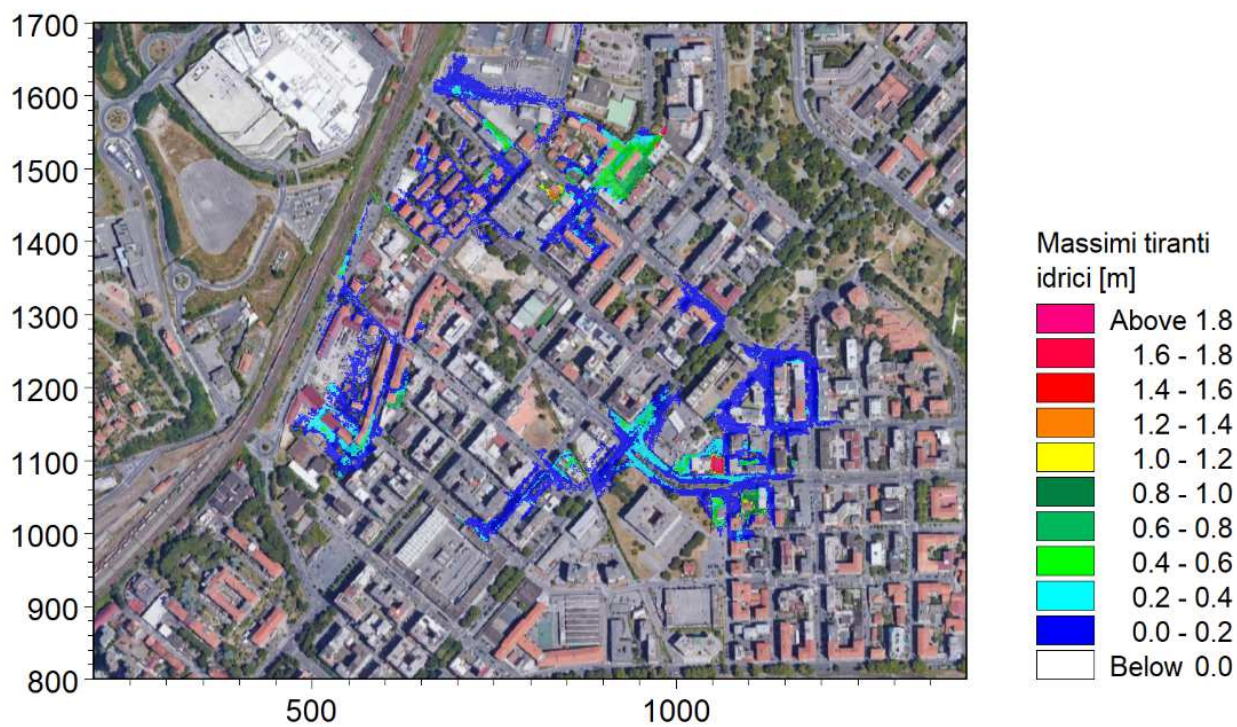 1700
1600
1500
1400
1300
1200
1100
1000
900
800
500
1000
Massimi tiranti
idrici [m]
Above 1.8
1.6 - 1.8
1.4 - 1.6
1.2 - 1.4
1.0 - 1.2
0.8 - 1.0
0.6 - 0.8
0.4 - 0.6
0.2 - 0.4
0.0 - 0.2
Below 0.0